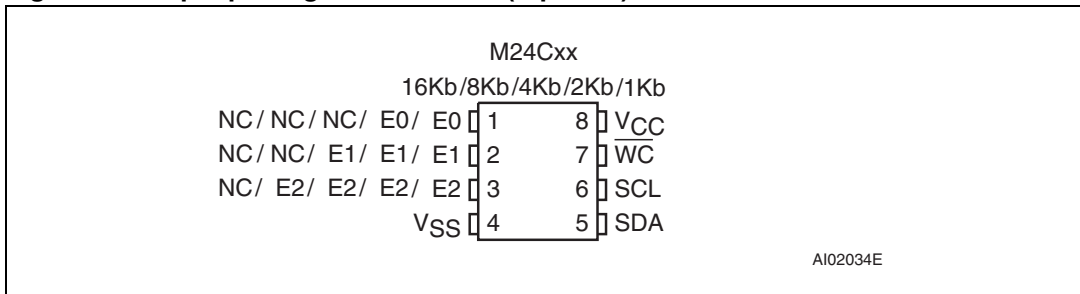 M24Cxx
16Kb/8Kb/4Kb/2Kb/1Kb
NC/ NC/ NC/ E0/ E0 1 8 VCC
NC/ NC/ E1/ E1/ E1 2 7 WC
NC/ E2/ E2/ E2/ E2 3 6 SCL
VSS 4 5 SDA
AI02034E